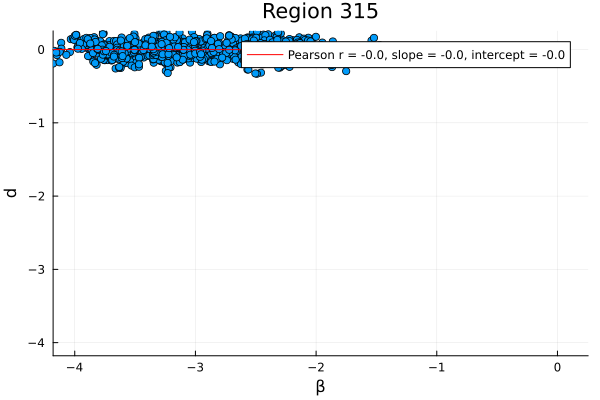 Region 315
Pearson r = -0.0, slope = -0.0, intercept = -0.0
0
−1
−2
−3
−4
d
−4 −3 −2 −1 0
β